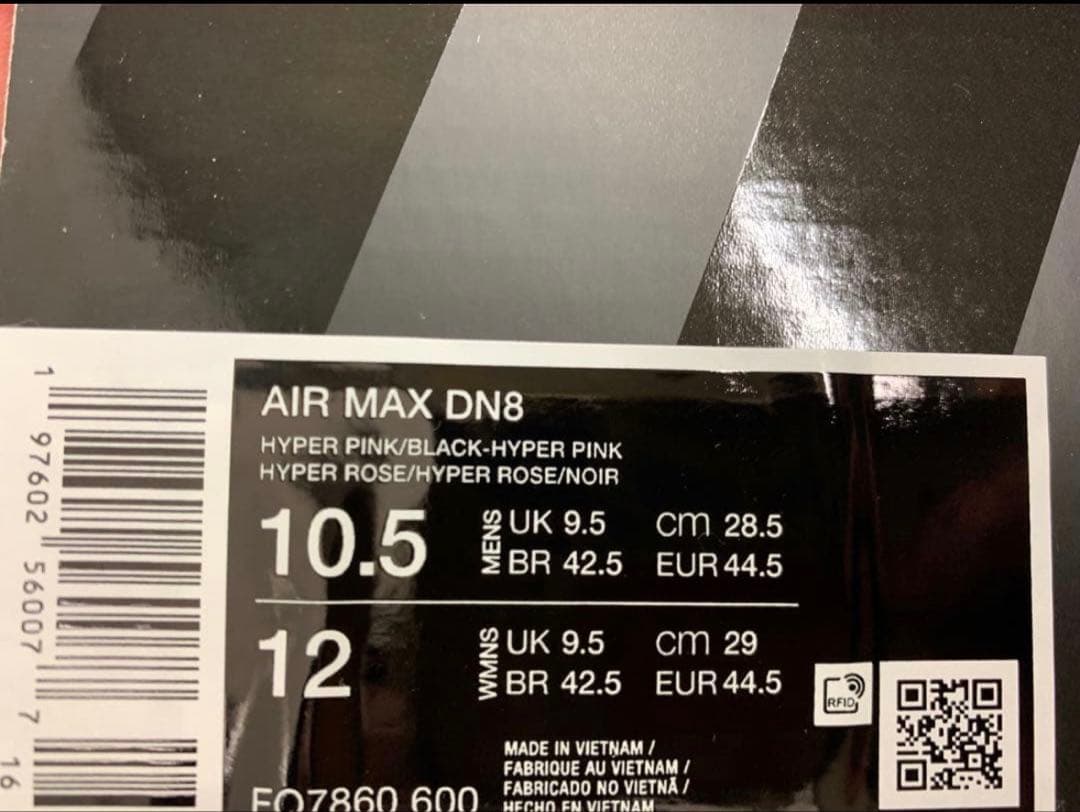 AIR MAX DN8
HYPER PINK/BLACK-HYPER PINK
HYPER ROSE/HYPER ROSE/NOIR
10.5 MENS UK 9.5 cm 28.5
BR 42.5 EUR 44.5
12 WMNS UK 9.5 cm 29
BR 42.5 EUR 44.5
RFID
MADE IN VIETNAM /
FABRIQUE AU VIETNAM /
FABRICADO NO VIETNÃ /
HECHO EN VIETNAM
FQ7860 600
1 97602 56007 7 16